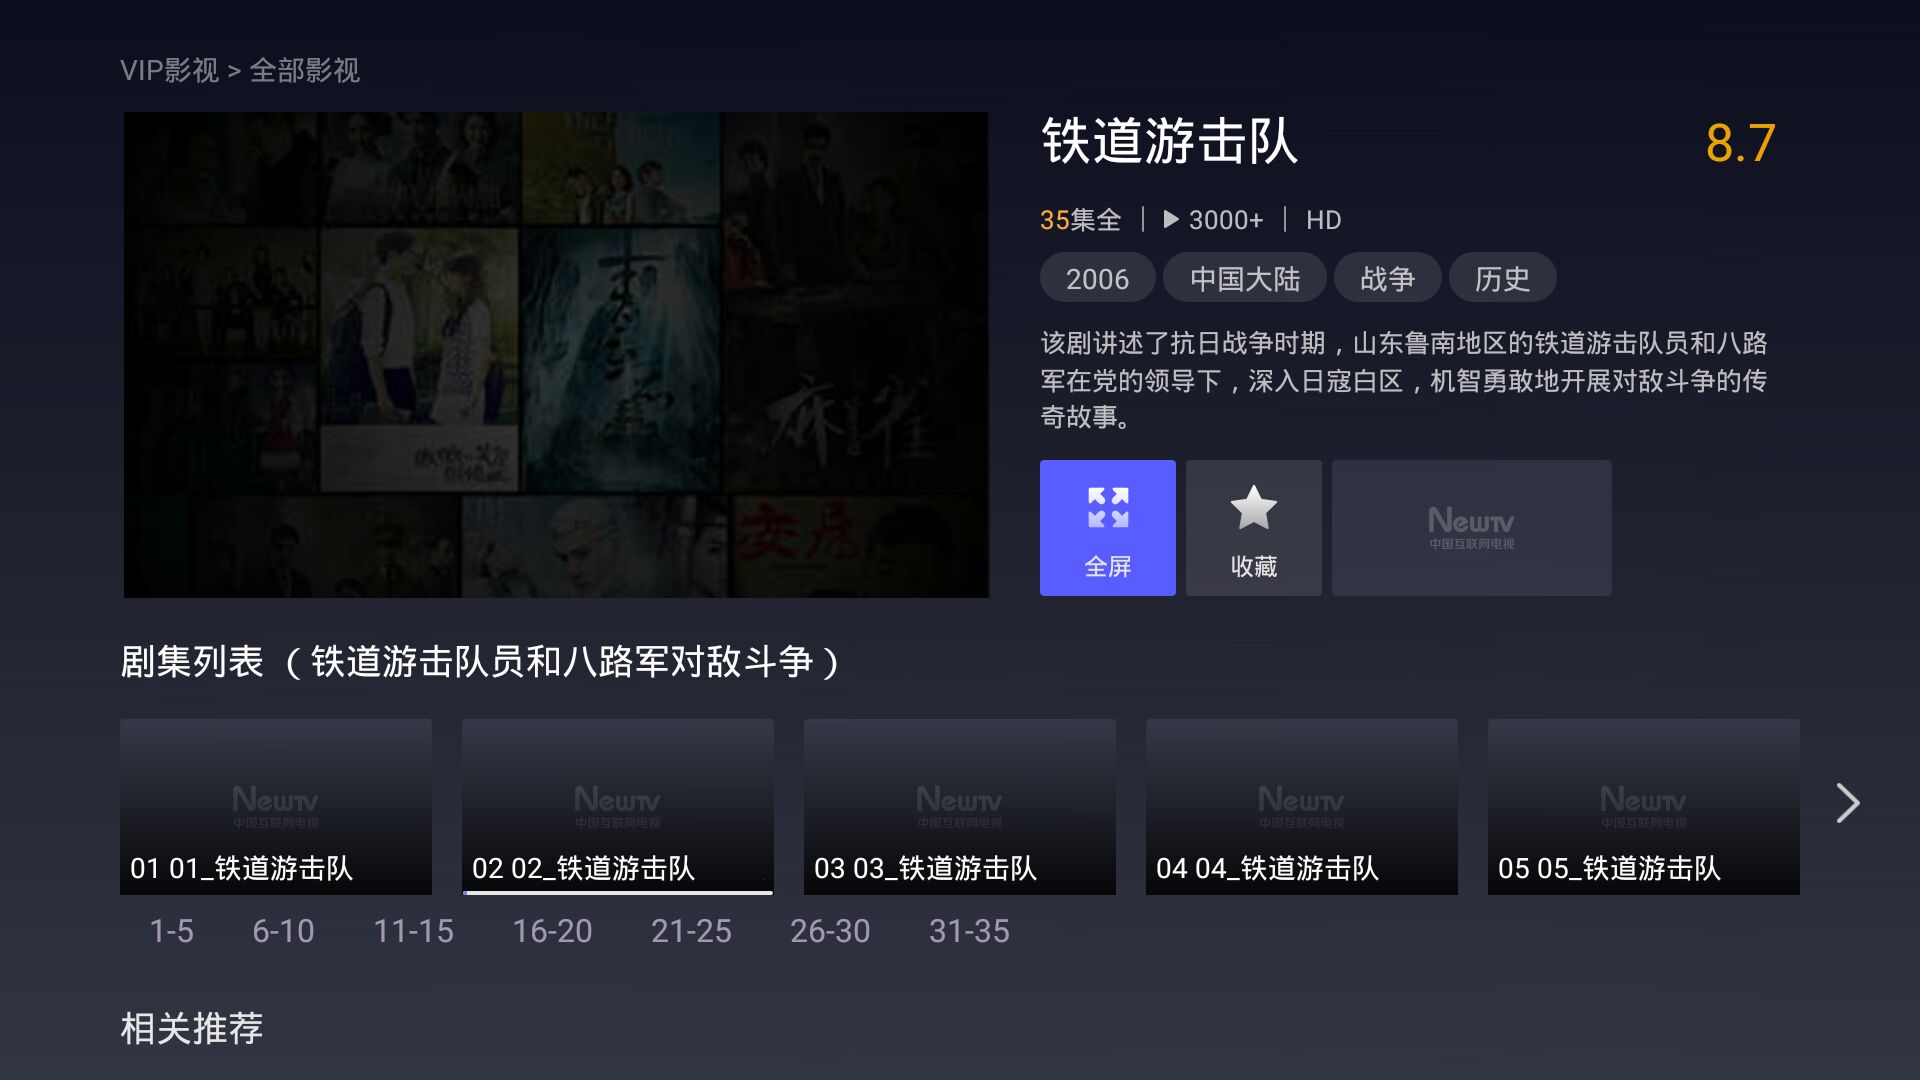 VIP影视 > 全部影视
铁道游击队
8.7
35集全 | 3000+ | HD
2006 中国大陆 战争 历史
该剧讲述了抗日战争时期，山东鲁南地区的铁道游击队员和八路
军在党的领导下，深入日寇白区，机智勇敢地开展对敌斗争的传
奇故事。
麻雀
全屏
收藏
NewTV
中国互联网电视
剧集列表（铁道游击队员和八路军对敌斗争）
NewTV
中国互联网电视
01 01_铁道游击队
NewTV
中国互联网电视
02 02_铁道游击队
NewTV
中国互联网电视
03 03_铁道游击队
NewTV
中国互联网电视
04 04_铁道游击队
NewTV
中国互联网电视
05 05_铁道游击队
1-5 6-10 11-15 16-20 21-25 26-30 31-35
相关推荐